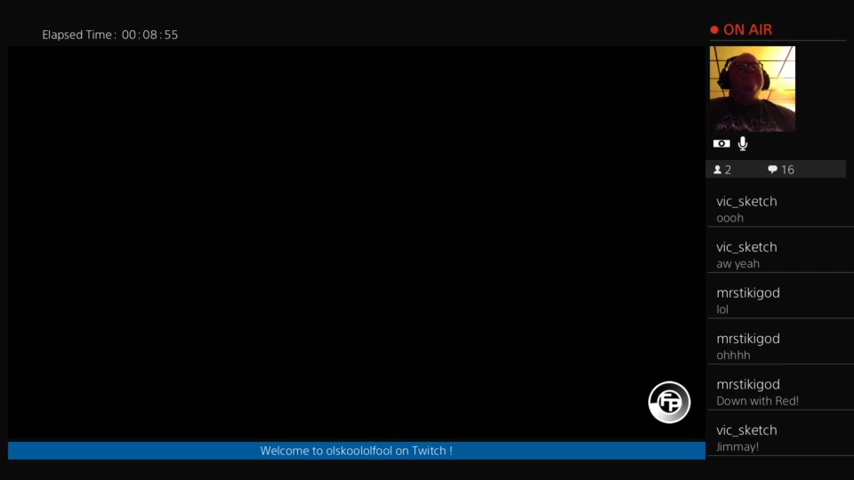 Elapsed Time: 00:08:55
ON AIR
2
16
vic_sketch
oooh
vic_sketch
aw yeah
mrstikigod
lol
mrstikigod
ohhhh
mrstikigod
Down with Red!
vic_sketch
Jimmay!
Welcome to olskoololfool on Twitch !